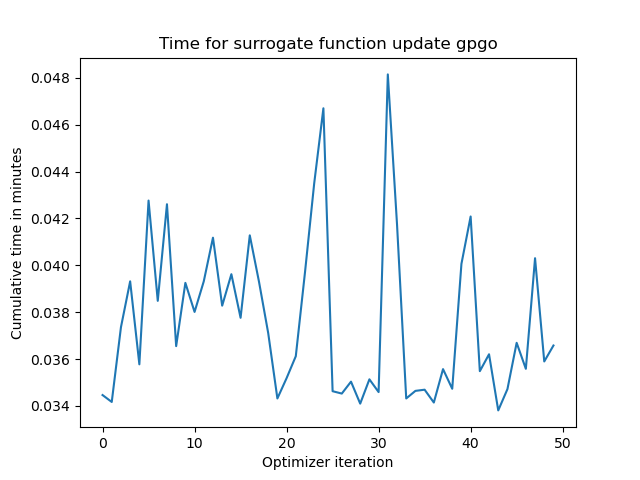 Time for surrogate function update gpgo
0.048
0.046
0.044
0.042
0.040
0.038
0.036
0.034
Cumulative time in minutes
0 10 20 30 40 50
Optimizer iteration